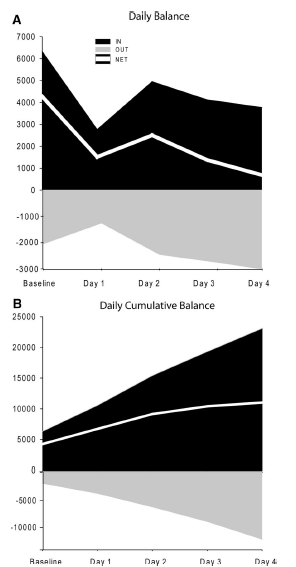 A
Daily Balance
7000
IN
OUT
NET
6000
5000
4000
3000
2000
1000
0
-1000
-2000
-3000
Baseline Day 1 Day 2 Day 3 Day 4
B
Daily Cumulative Balance
25000
20000
15000
10000
5000
0
-5000
-10000
Baseline Day 1 Day 2 Day 3 Day 4